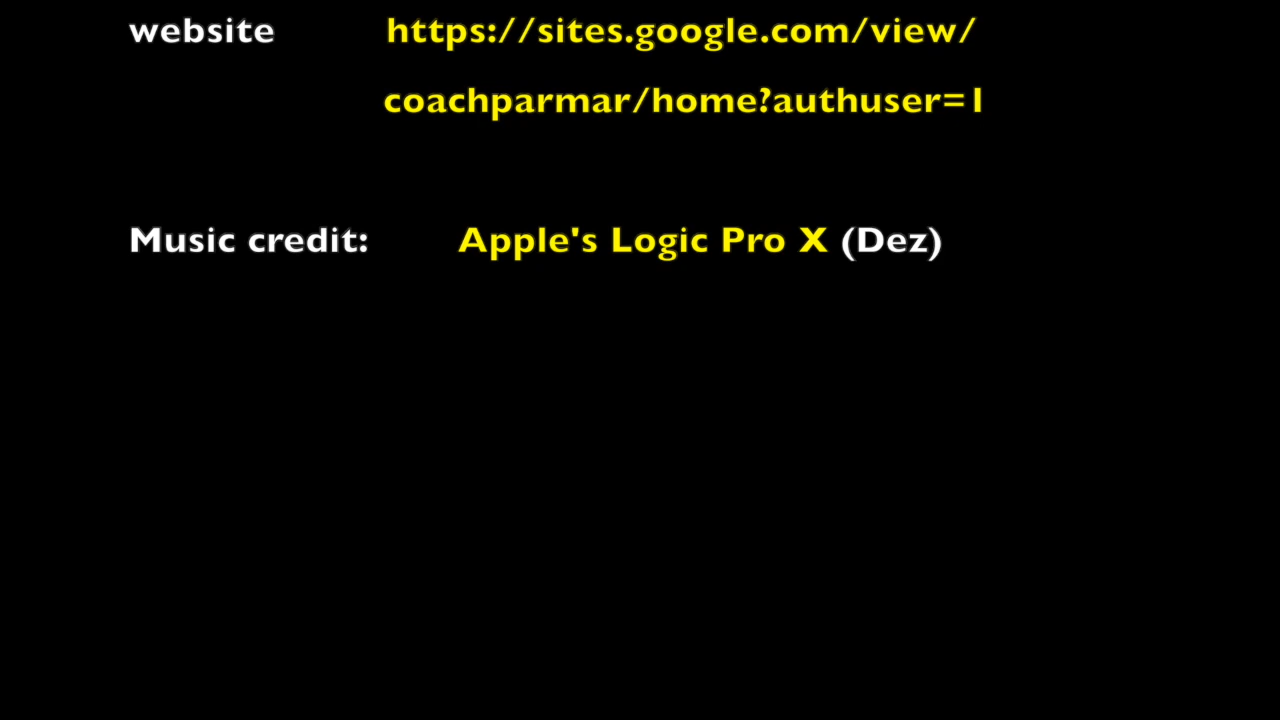 website https://sites.google.com/view/
coachparmar/home?authuser=1
Music credit: Apple's Logic Pro X (Dez)